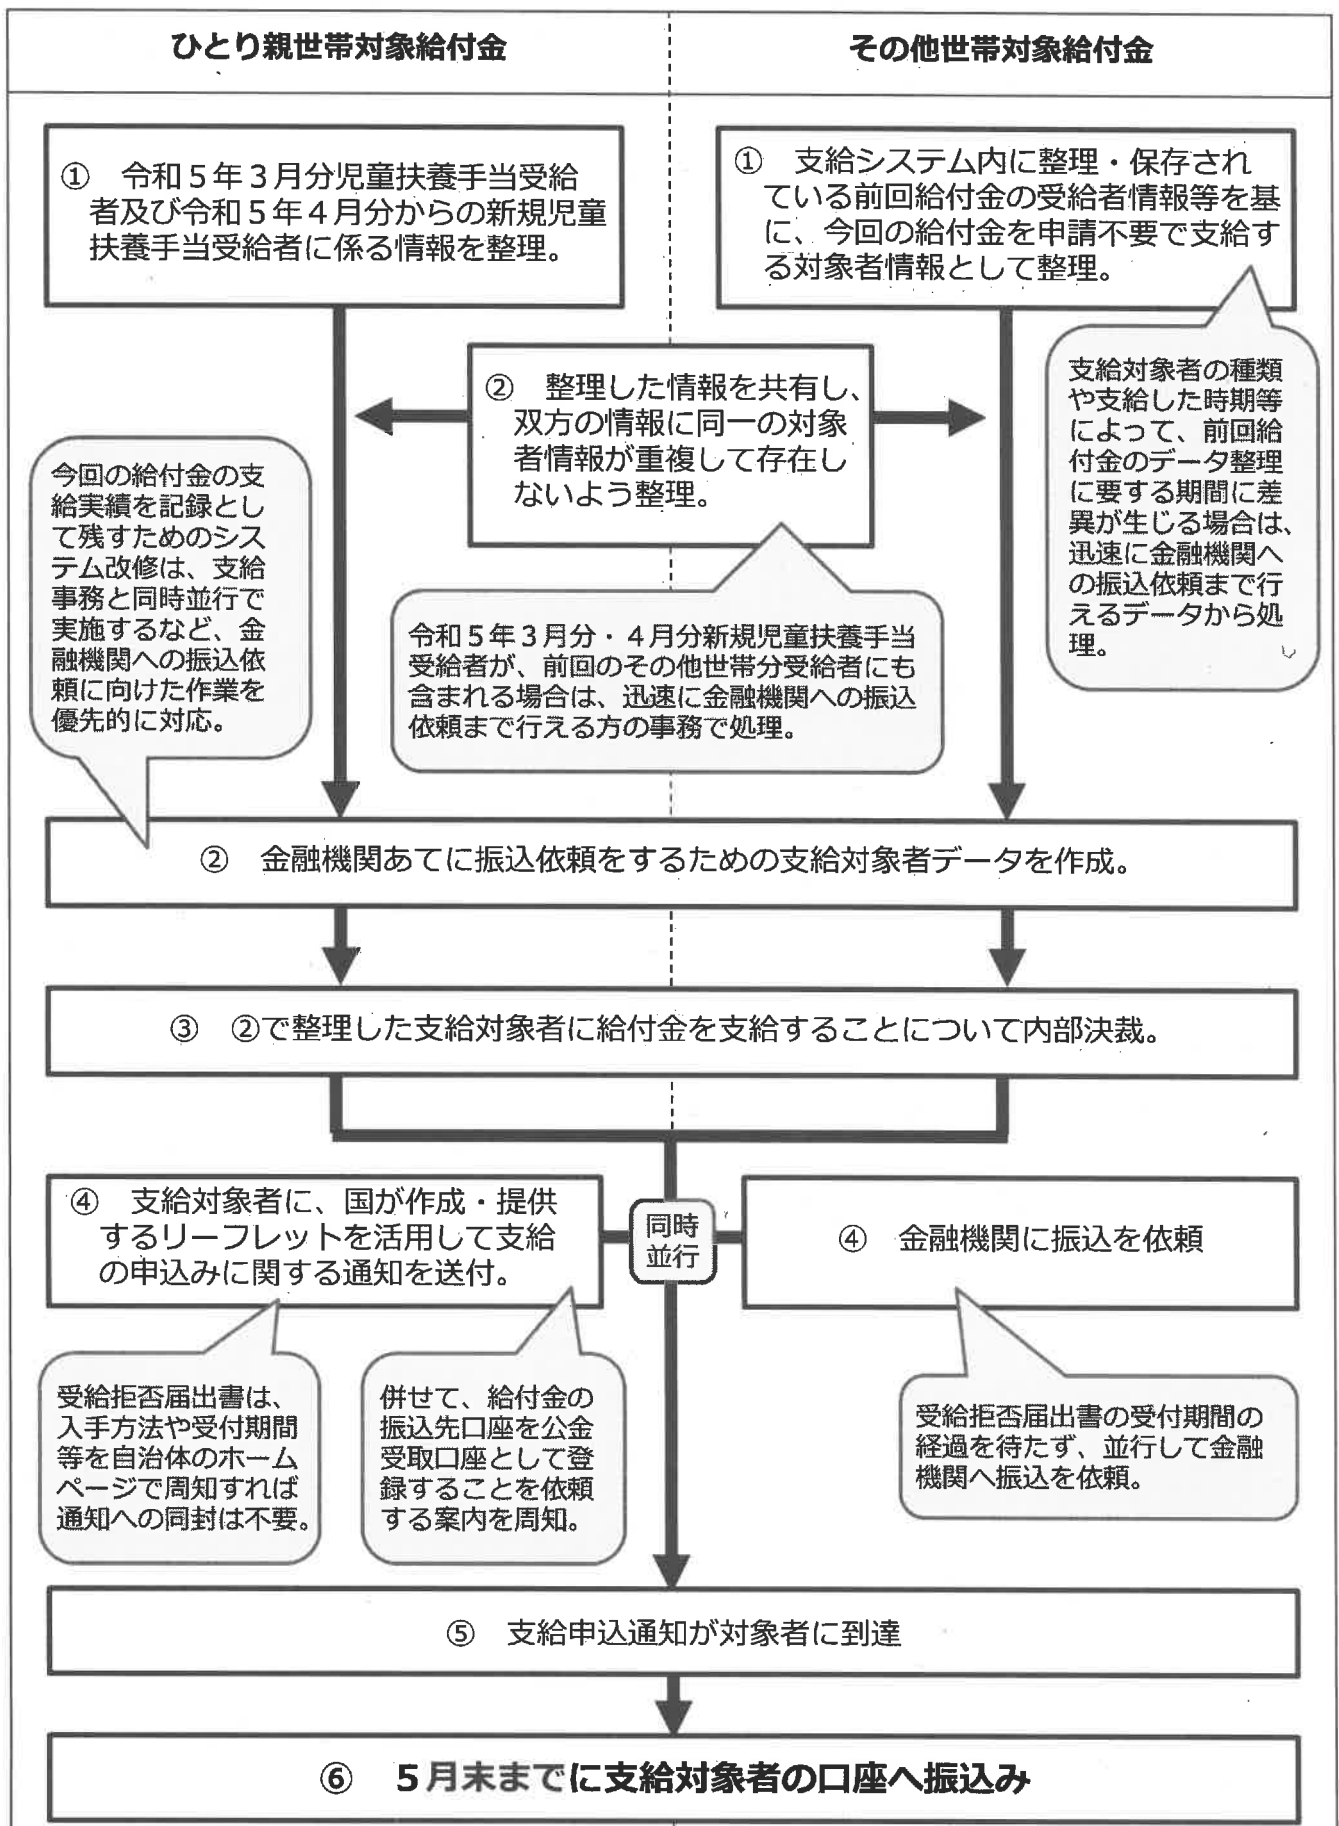 ひとり親世帯対象給付金
その他世帯対象給付金
① 令和5年3月分児童扶養手当受給
者及び令和5年4月分からの新規児童
扶養手当受給者に係る情報を整理。
① 支給システム内に整理・保存され
ている前回給付金の受給者情報等を基
に、今回の給付金を申請不要で支給す
る対象者情報として整理。
② 整理した情報を共有し、
双方の情報に同一の対象
者情報が重複して存在し
ないよう整理。
支給対象者の種類
や支給した時期等
によって、前回給
付金のデータ整理
に要する期間に差
異が生じる場合は、
迅速に金融機関へ
の振込依頼まで行
えるデータから処
理。
今回の給付金の支
給実績を記録とし
て残すためのシス
テム改修は、支給
事務と同時並行で
実施するなど、金
融機関への振込依
頼に向けた作業を
優先的に対応。
令和5年3月分・4月分新規児童扶養手当
受給者が、前回のその他世帯分受給者にも
含まれる場合は、迅速に金融機関への振込
依頼まで行える方の事務で処理。
② 金融機関あてに振込依頼をするための支給対象者データを作成。
③ ②で整理した支給対象者に給付金を支給することについて内部決裁。
④ 支給対象者に、国が作成・提供
するリーフレットを活用して支給
の申込みに関する通知を送付。
同時
並行
④ 金融機関に振込を依頼
受給拒否届出書は、
入手方法や受付期間
等を自治体のホーム
ページで周知すれば
通知への同封は不要。
併せて、給付金の
振込先口座を公金
受取口座として登
録することを依頼
する案内を周知。
受給拒否届出書の受付期間の
経過を待たず、並行して金融
機関へ振込を依頼。
⑤ 支給申込通知が対象者に到達
⑥ 5月末までに支給対象者の口座へ振込み